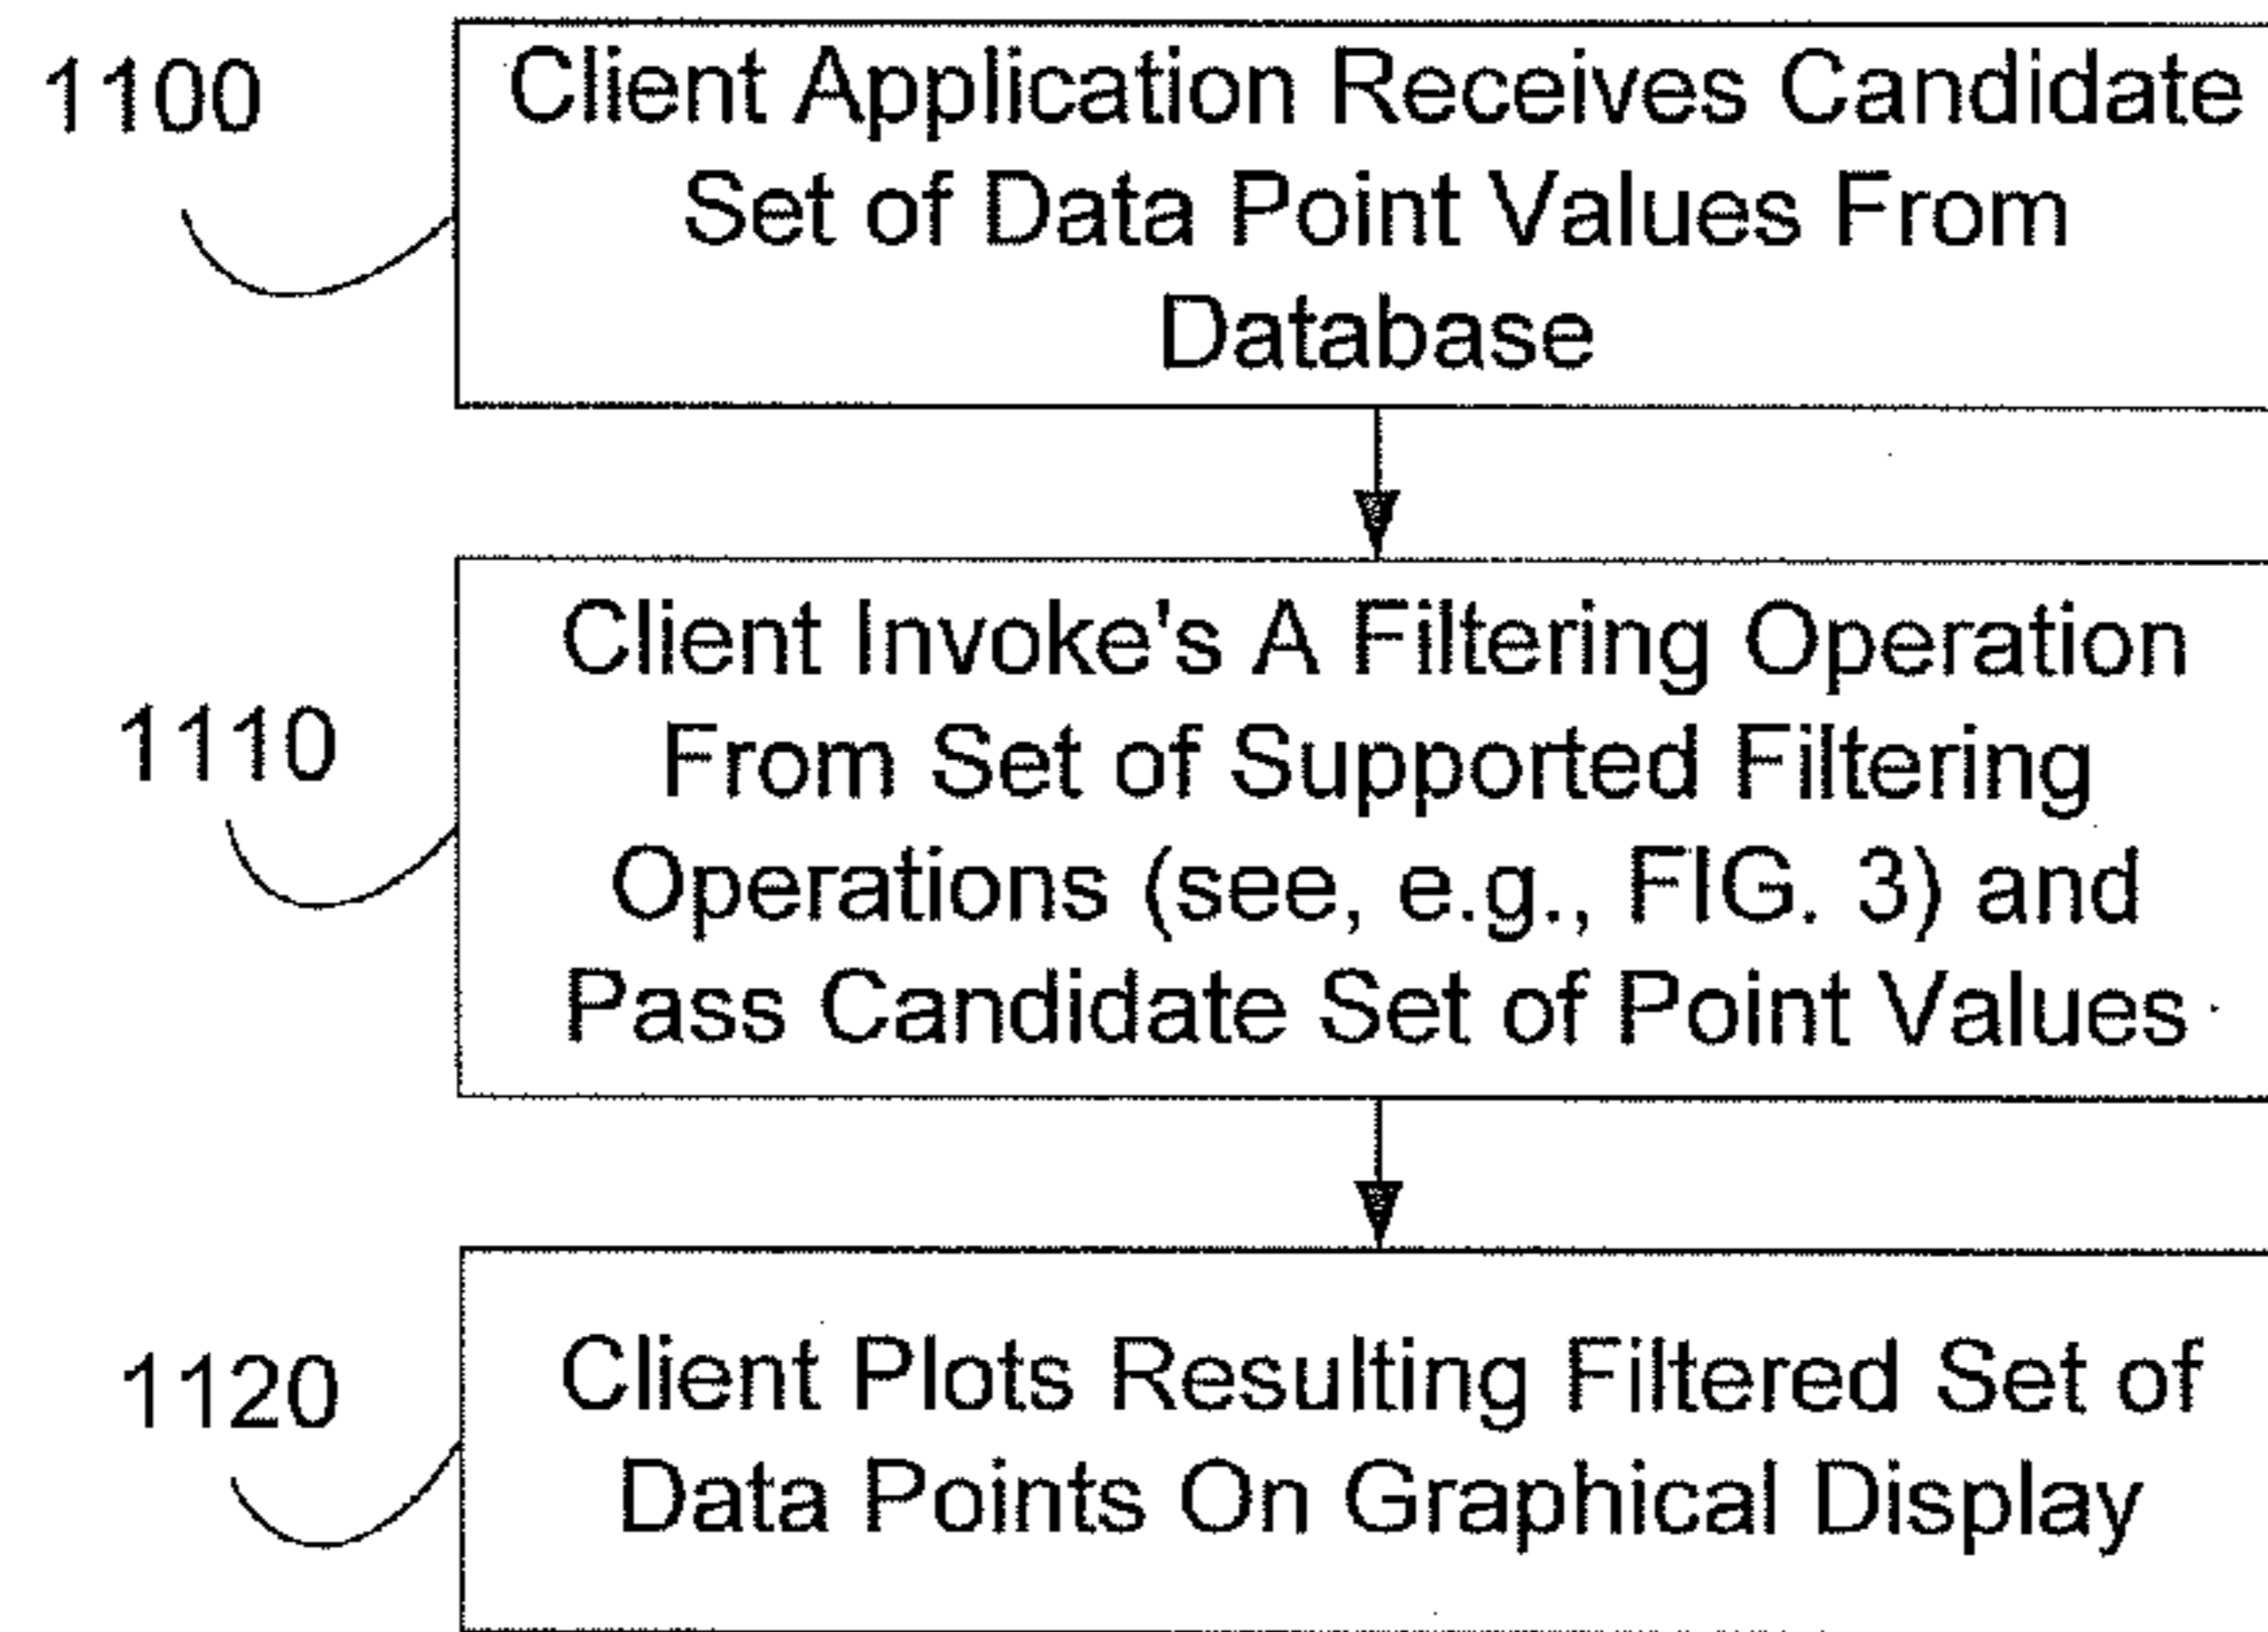 1100
Client Application Receives Candidate
Set of Data Point Values From
Database
1110
Client Invoke's A Filtering Operation
From Set of Supported Filtering
Operations (see, e.g., FIG. 3) and
Pass Candidate Set of Point Values
1120
Client Plots Resulting Filtered Set of
Data Points On Graphical Display